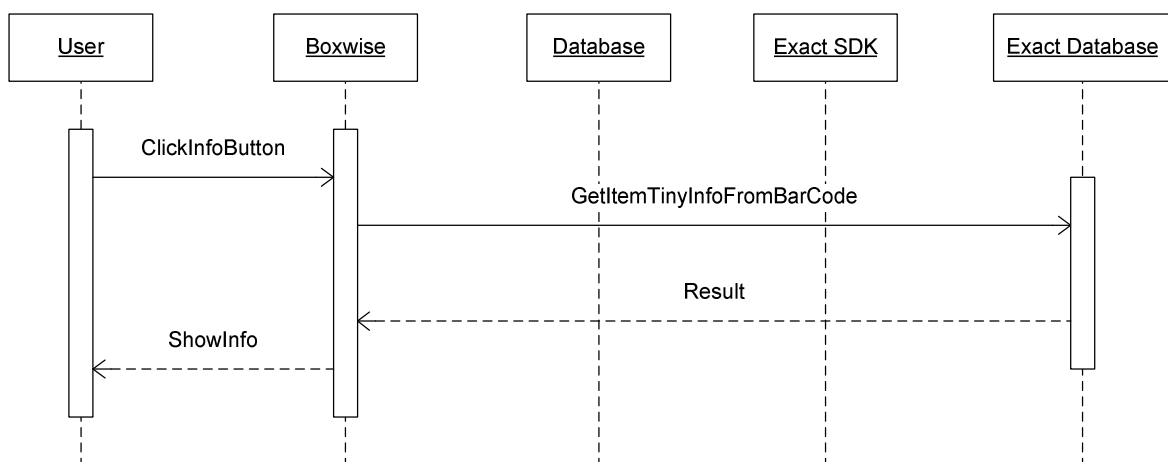 User
Boxwise
Database
Exact SDK
Exact Database
ClickInfoButton
GetItemTinyInfoFromBarCode
Result
ShowInfo